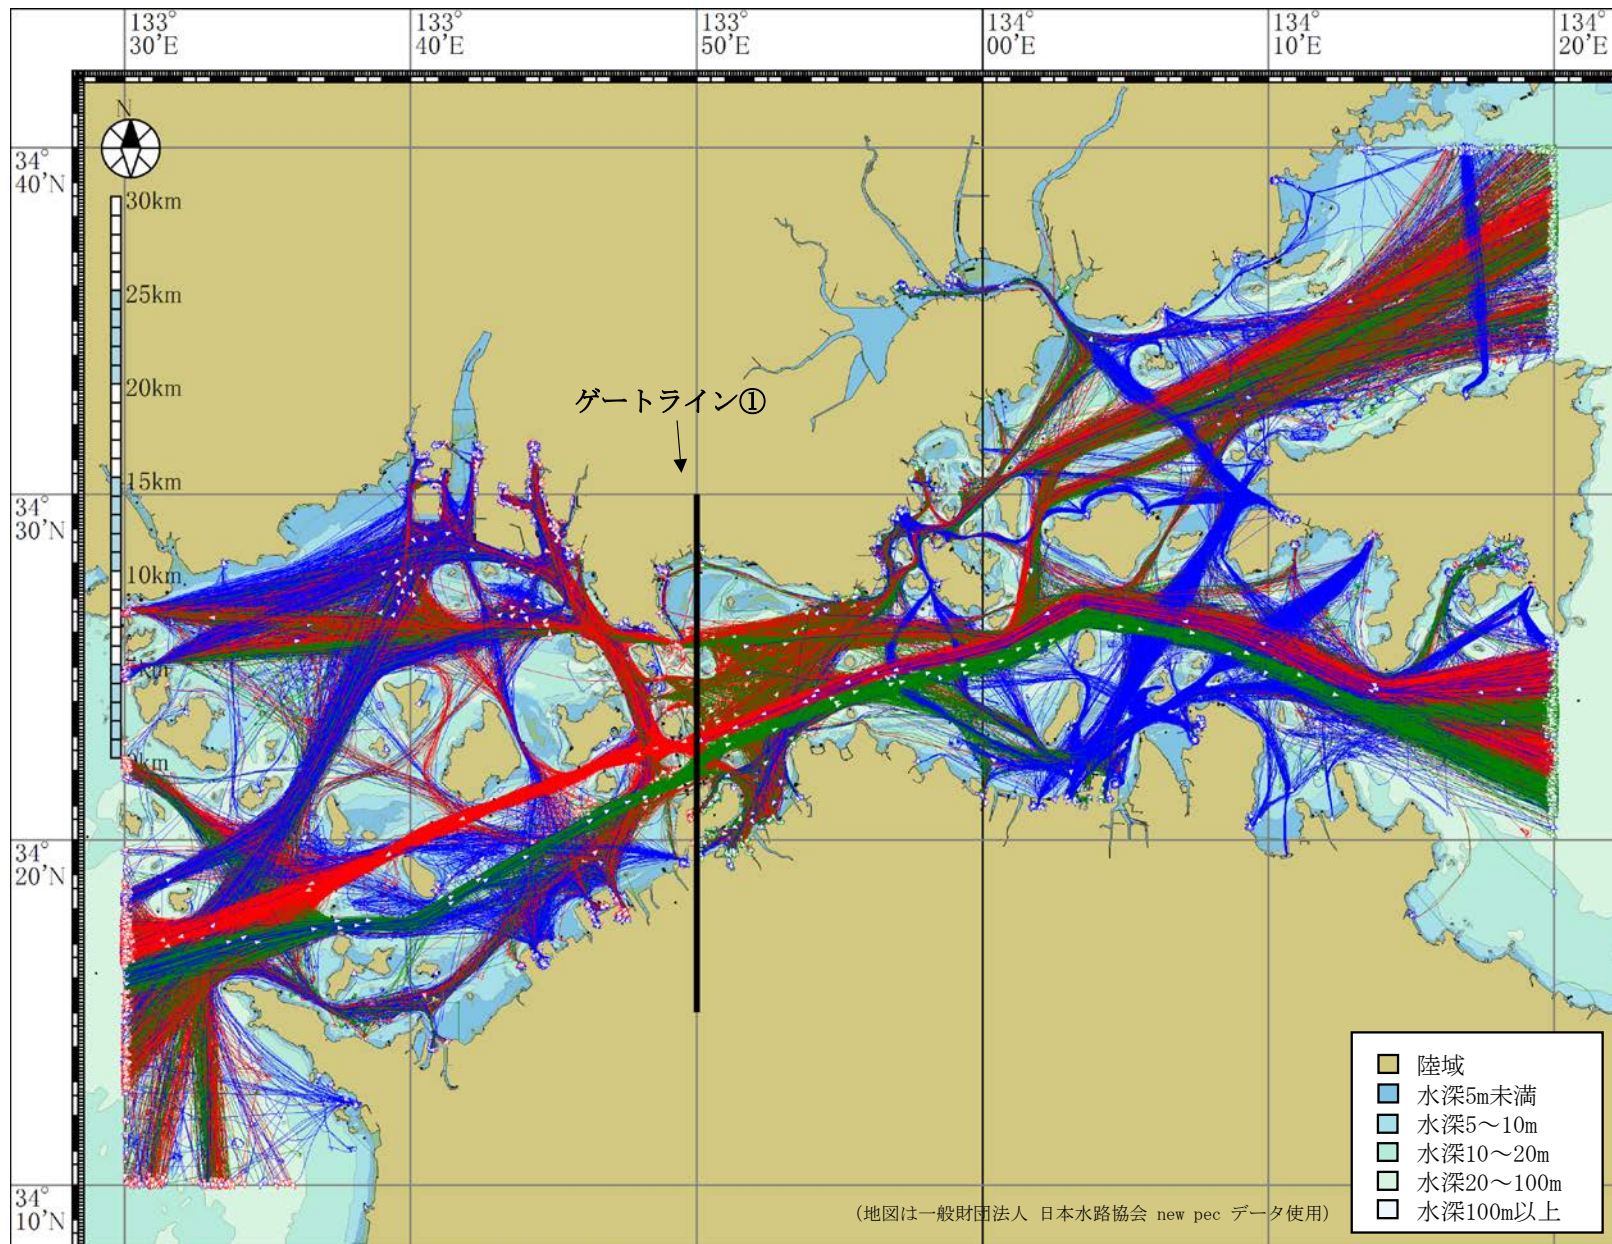 133° 30'E
133° 40'E
133° 50'E
134° 00'E
134° 10'E
134° 20'E
N
34° 40'N
30km
25km
20km
ゲートライン①
15km
34° 30'N
10km
km
km
34° 20'N
34° 10'N
陸域
水深5m未満
水深5～10m
水深10～20m
水深20～100m
水深100m以上
(地図は一般財団法人 日本水路協会 new pec データ使用)